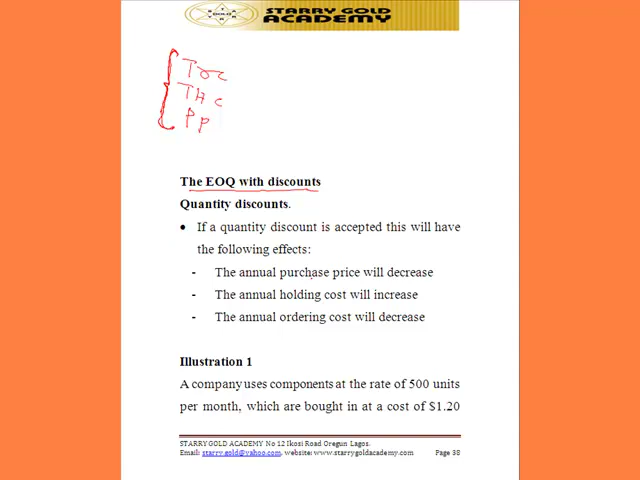 STARRY GOLD
ACADEMY
GOLD
TOC
THC
PP
The EOQ with discounts
Quantity discounts.
• If a quantity discount is accepted this will have
the following effects:
- The annual purchase price will decrease
- The annual holding cost will increase
- The annual ordering cost will decrease
Illustration 1
A company uses components at the rate of 500 units
per month, which are bought in at a cost of $1.20
STARRY GOLD ACADEMY No 12 Ikosi Road Oregun Lagos.
Email: starry.gold@yahoo.com, website: www.starrygoldacademy.com Page 38